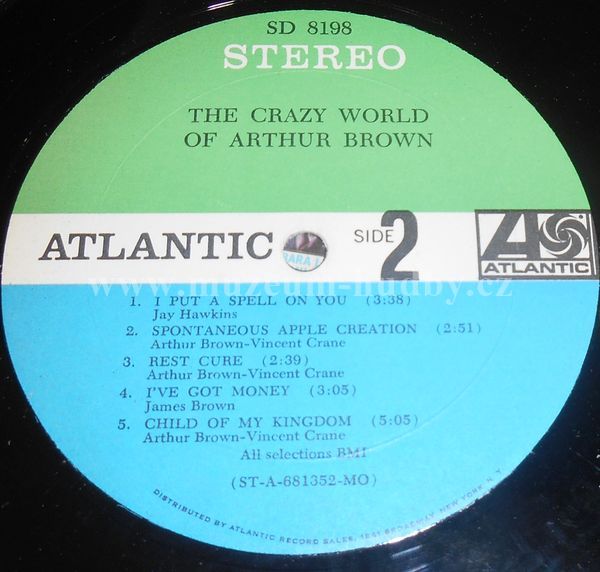 SD 8198
STEREO
THE CRAZY WORLD
OF ARTHUR BROWN
ATLANTIC
SIDE 2
ATLANTIC
www.muzeum-hudby.cz
1. I PUT A SPELL ON YOU (3:38)
Jay Hawkins
2. SPONTANEOUS APPLE CREATION (2:51)
Arthur Brown-Vincent Crane
3. REST CURE (2:39)
Arthur Brown-Vincent Crane
4. I'VE GOT MONEY (3:05)
James Brown
5. CHILD OF MY KINGDOM (5:05)
Arthur Brown-Vincent Crane
All selections BMI
(ST-A-681352-MO)
DISTRIBUTED BY ATLANTIC RECORD SALES, 1841 BROADWAY, NEW YORK, N. Y.